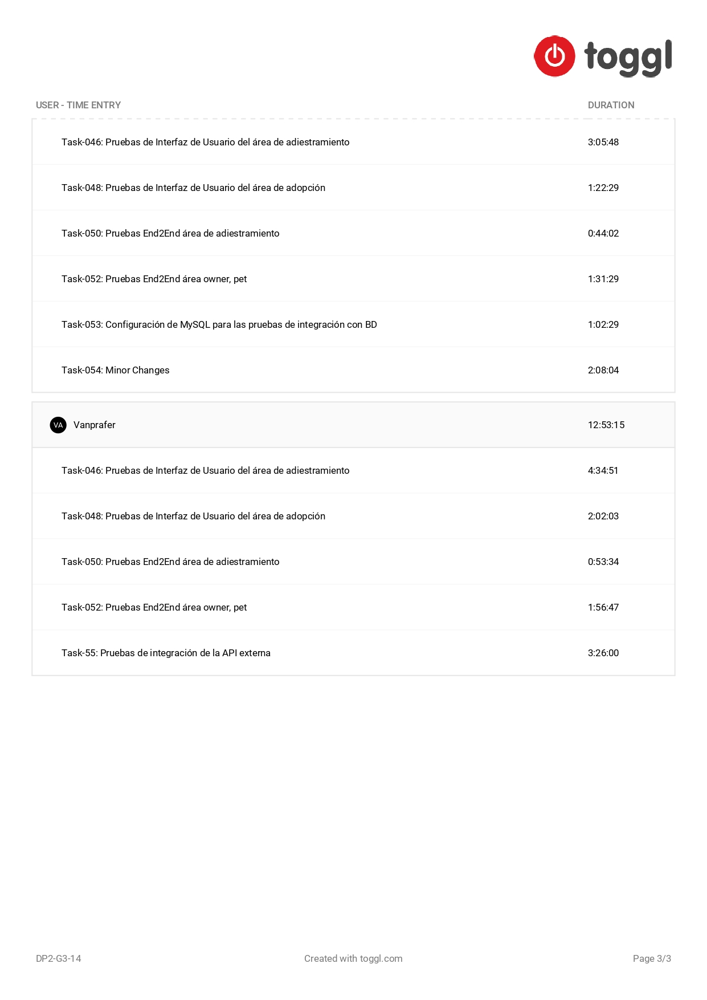 toggl
USER - TIME ENTRY DURATION
Task-046: Pruebas de Interfaz de Usuario del área de adiestramiento 3:05:48
Task-048: Pruebas de Interfaz de Usuario del área de adopción 1:22:29
Task-050: Pruebas End2End área de adiestramiento 0:44:02
Task-052: Pruebas End2End área owner, pet 1:31:29
Task-053: Configuración de MySQL para las pruebas de integración con BD 1:02:29
Task-054: Minor Changes 2:08:04
VA Vanprafer 12:53:15
Task-046: Pruebas de Interfaz de Usuario del área de adiestramiento 4:34:51
Task-048: Pruebas de Interfaz de Usuario del área de adopción 2:02:03
Task-050: Pruebas End2End área de adiestramiento 0:53:34
Task-052: Pruebas End2End área owner, pet 1:56:47
Task-55: Pruebas de integración de la API externa 3:26:00
DP2-G3-14 Created with toggl.com Page 3/3